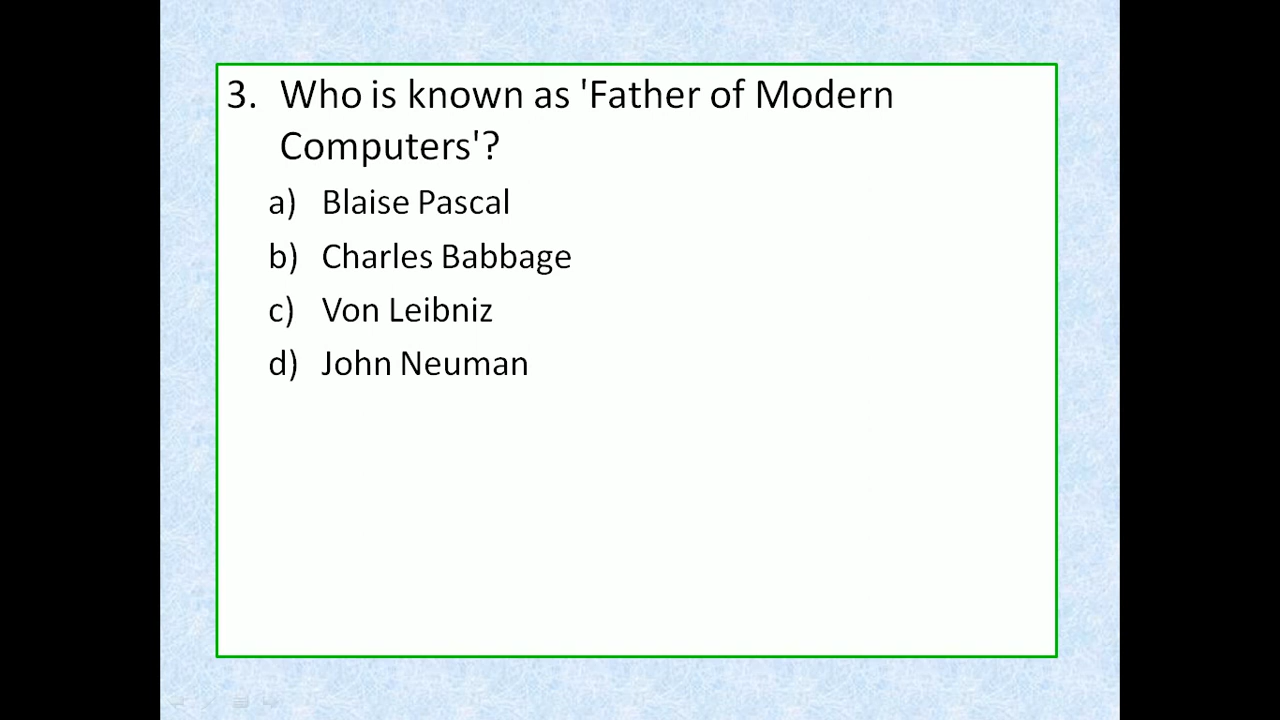 3. Who is known as 'Father of Modern
Computers'?
a) Blaise Pascal
b) Charles Babbage
c) Von Leibniz
d) John Neuman